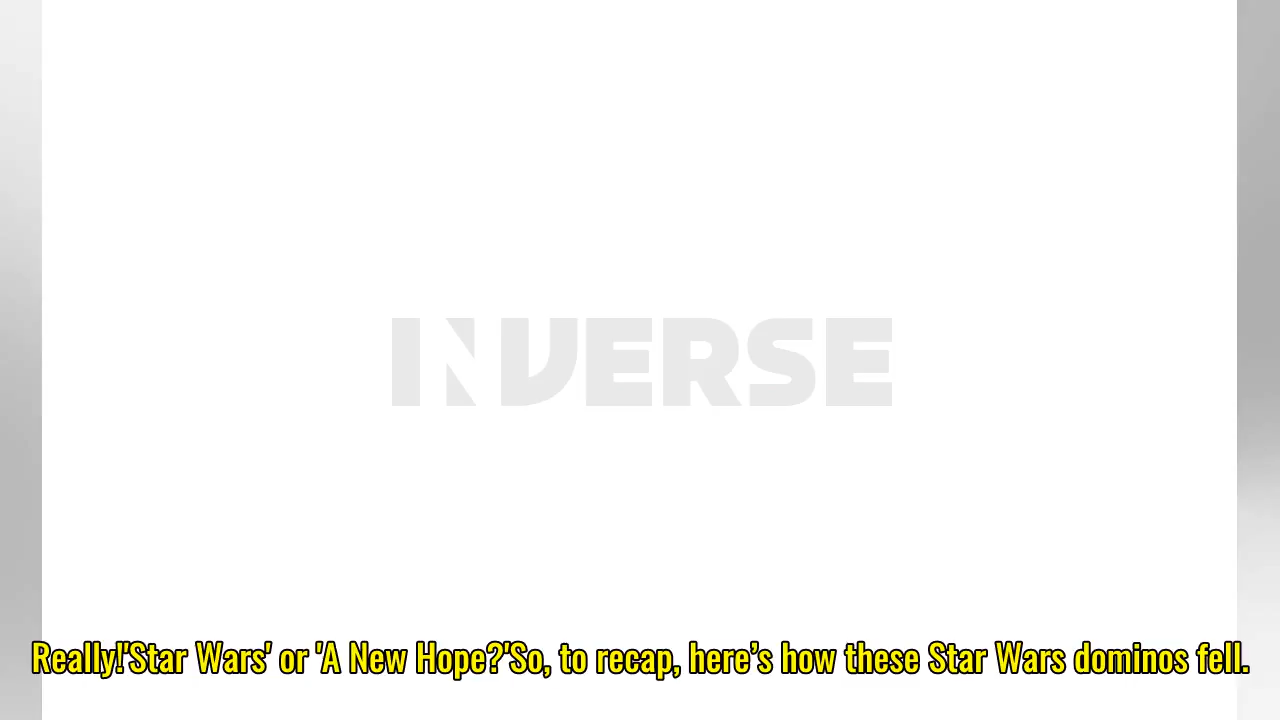 INVERSE
Really!'Star Wars' or 'A New Hope?'So, to recap, here’s how these Star Wars dominos fell.